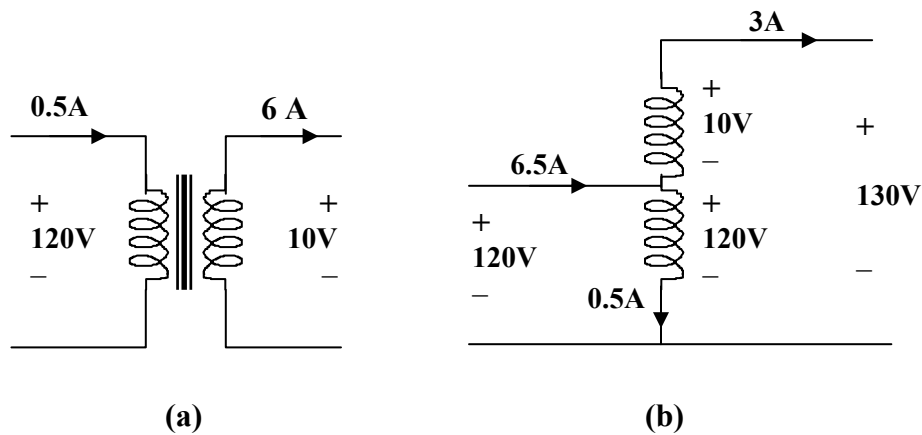 0.5A
6 A
+
120V
–
+
10V
–
(a)
3A
+
10V
–
6.5A
+
120V
–
+
120V
–
0.5A
+
130V
–
(b)